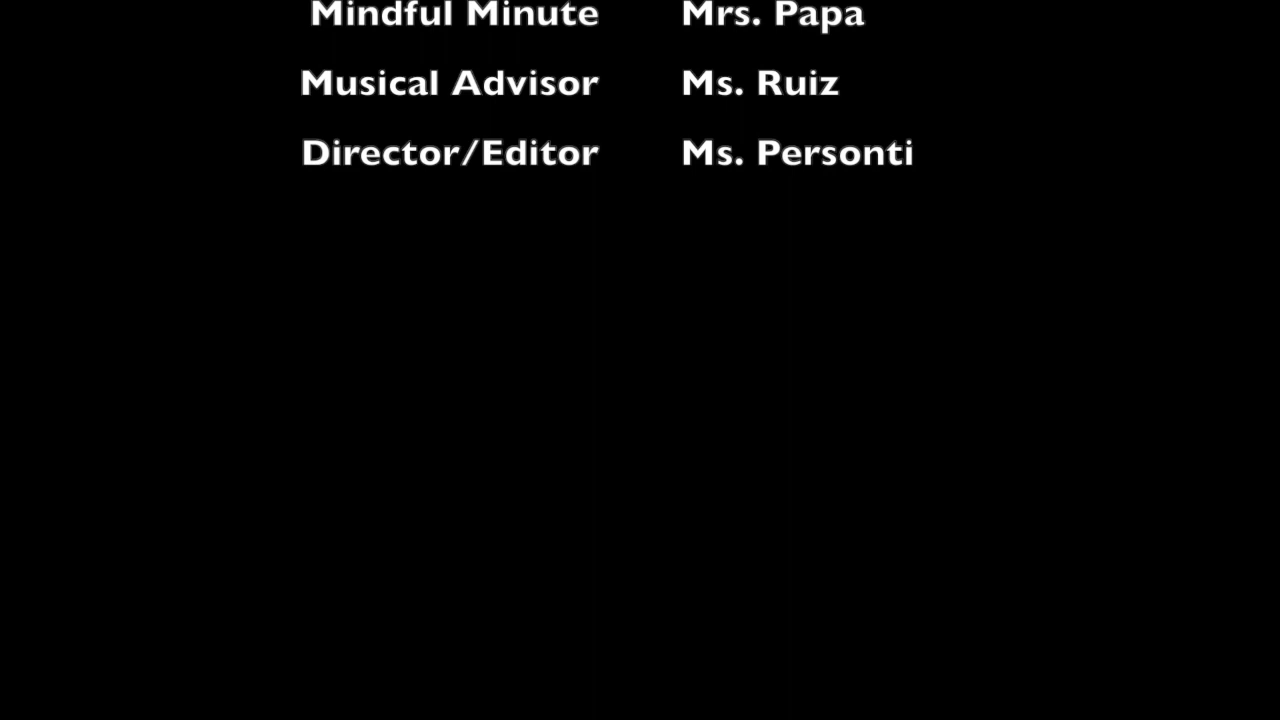 Mindful Minute Mrs. Papa
Musical Advisor Ms. Ruiz
Director/Editor Ms. Personti